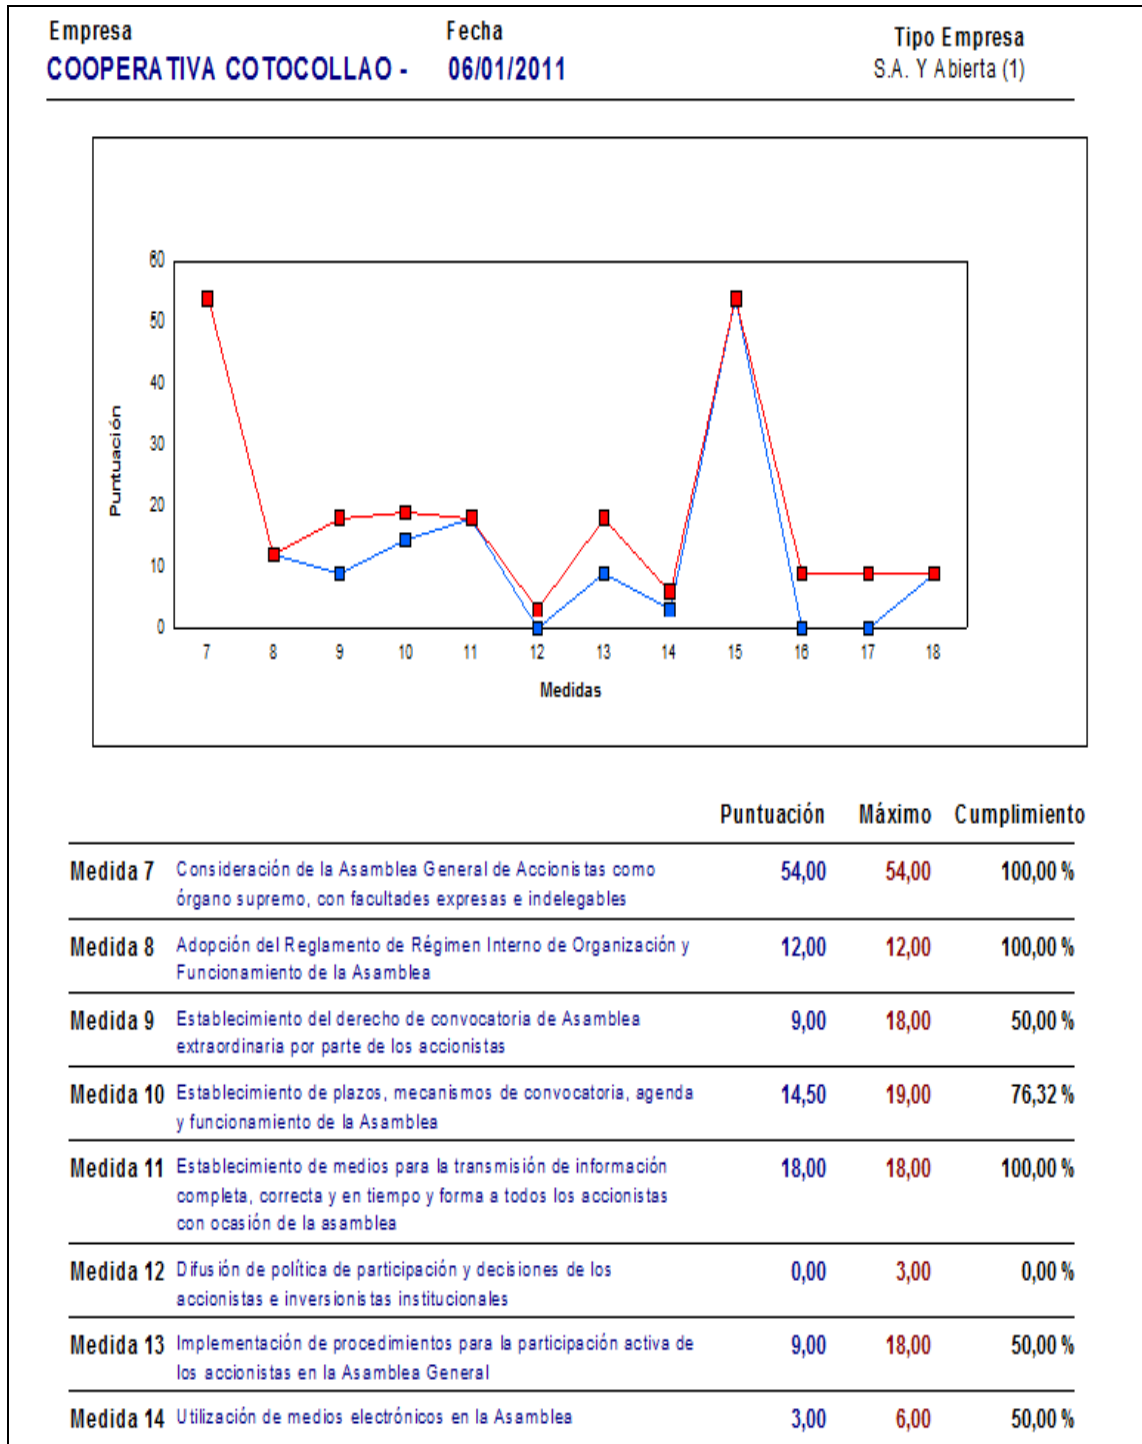 Empresa Fecha Tipo Empresa
COOPERATIVA COTOCOLLAO - 06/01/2011 S.A. Y Abierta (1)
60
50
40
30
20
10
0
Puntuación
7 8 9 10 11 12 13 14 15 16 17 18
Medidas
Puntuación Máximo Cumplimiento
Medida 7 Consideración de la Asamblea General de Accionistas como 54,00 54,00 100,00 %
órgano supremo, con facultades expresas e indelegables
Medida 8 Adopción del Reglamento de Régimen Interno de Organización y 12,00 12,00 100,00 %
Funcionamiento de la Asamblea
Medida 9 Establecimiento del derecho de convocatoria de Asamblea 9,00 18,00 50,00 %
extraordinaria por parte de los accionistas
Medida 10 Establecimiento de plazos, mecanismos de convocatoria, agenda 14,50 19,00 76,32 %
y funcionamiento de la Asamblea
Medida 11 Establecimiento de medios para la transmisión de información 18,00 18,00 100,00 %
completa, correcta y en tiempo y forma a todos los accionistas
con ocasión de la asamblea
Medida 12 Difusión de política de participación y decisiones de los 0,00 3,00 0,00 %
accionistas e inversionistas institucionales
Medida 13 Implementación de procedimientos para la participación activa de 9,00 18,00 50,00 %
los accionistas en la Asamblea General
Medida 14 Utilización de medios electrónicos en la Asamblea 3,00 6,00 50,00 %